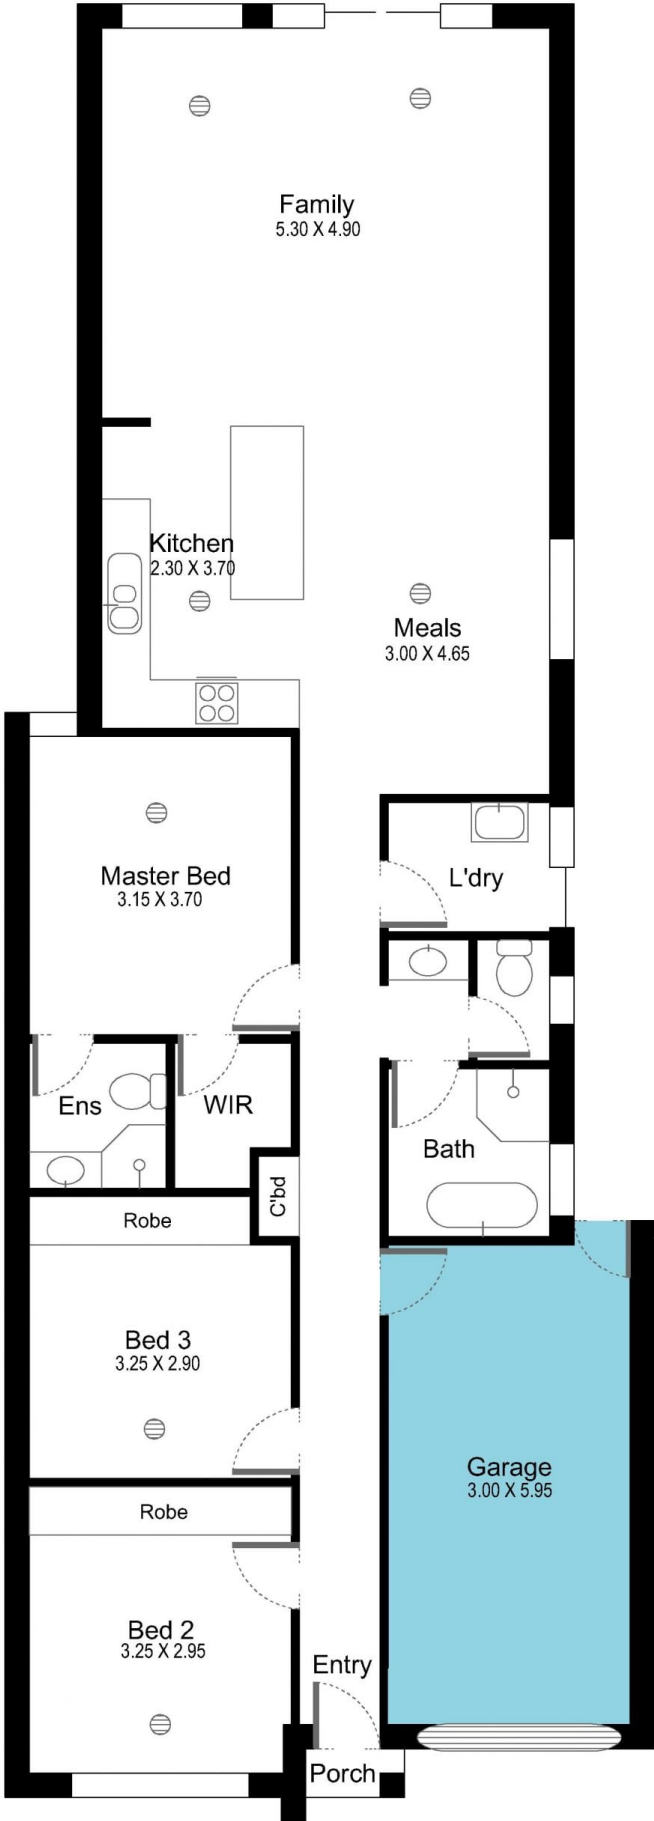 Family
5.30 X 4.90
Kitchen
2.30 X 3.70
Meals
3.00 X 4.65
Master Bed
3.15 X 3.70
L'dry
Ens
WIR
Bath
C'bd
Robe
Bed 3
3.25 X 2.90
Garage
3.00 X 5.95
Robe
Bed 2
3.25 X 2.95
Entry
Porch